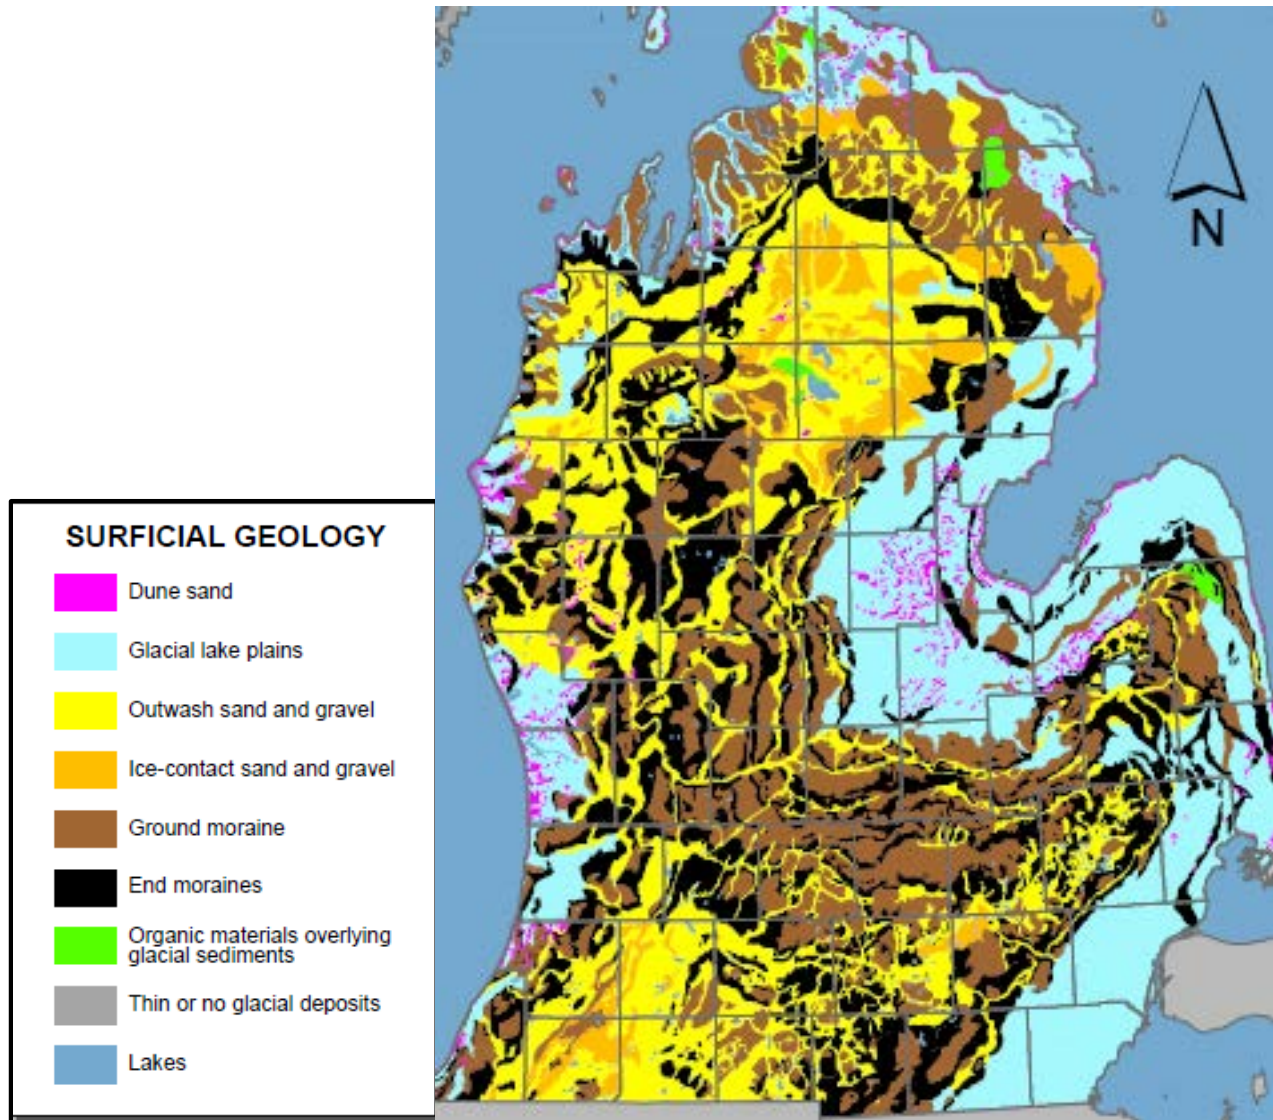 SURFICIAL GEOLOGY
Dune sand
Glacial lake plains
Outwash sand and gravel
Ice-contact sand and gravel
Ground moraine
End moraines
Organic materials overlying
glacial sediments
Thin or no glacial deposits
Lakes
N